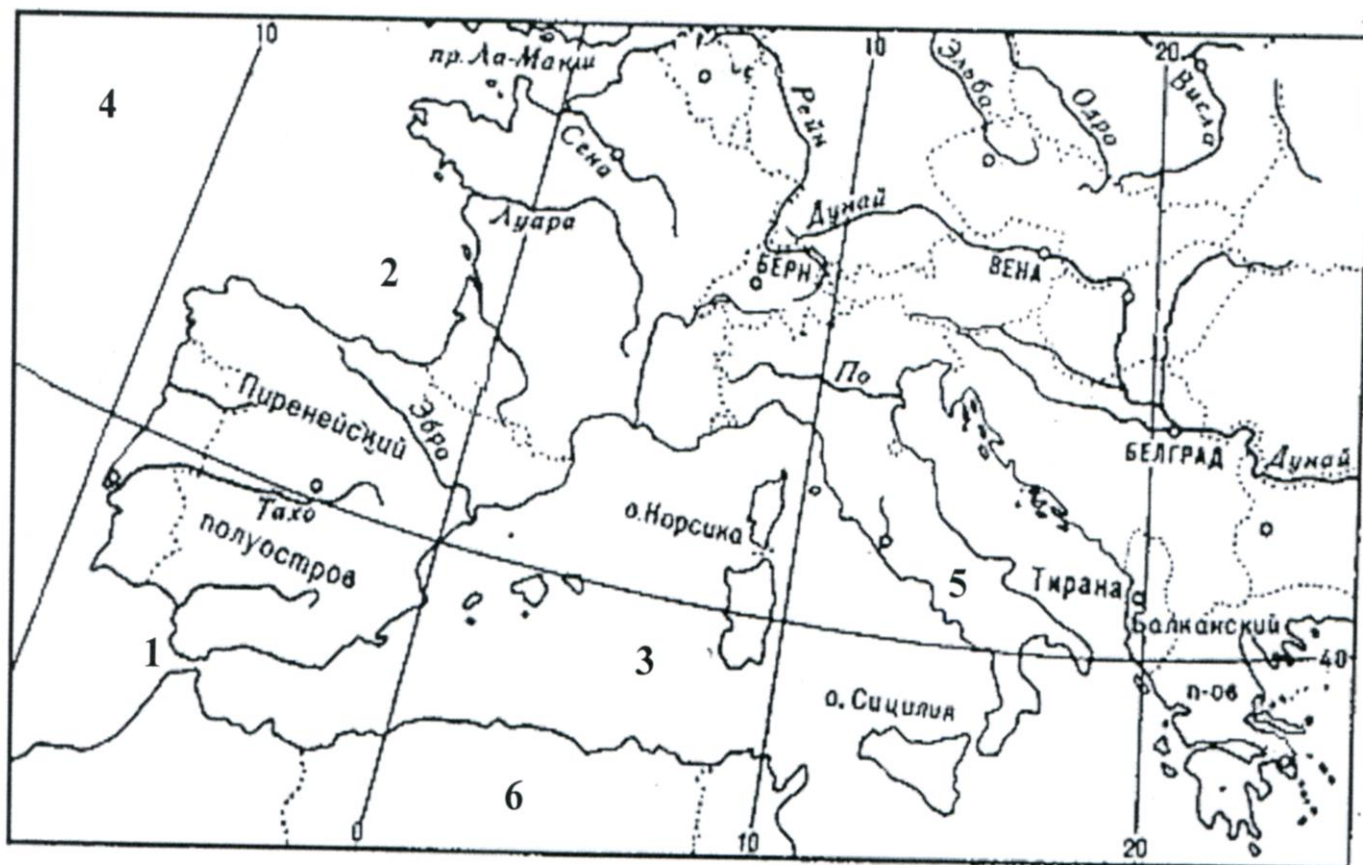 10
10
20
4
пр. Ла-Манш
Эльба
Одра
Висла
Рейн
Сена
Луара
Дунай
2
БЕРН
ВЕНА
По
Пиренейский
Эбро
БЕЛГРАД
Дунай
Тахо
полуостров
о.Корсика
5
Тирана
Балканский
1
3
40
п-ов
о. Сицилия
6
0
10
20